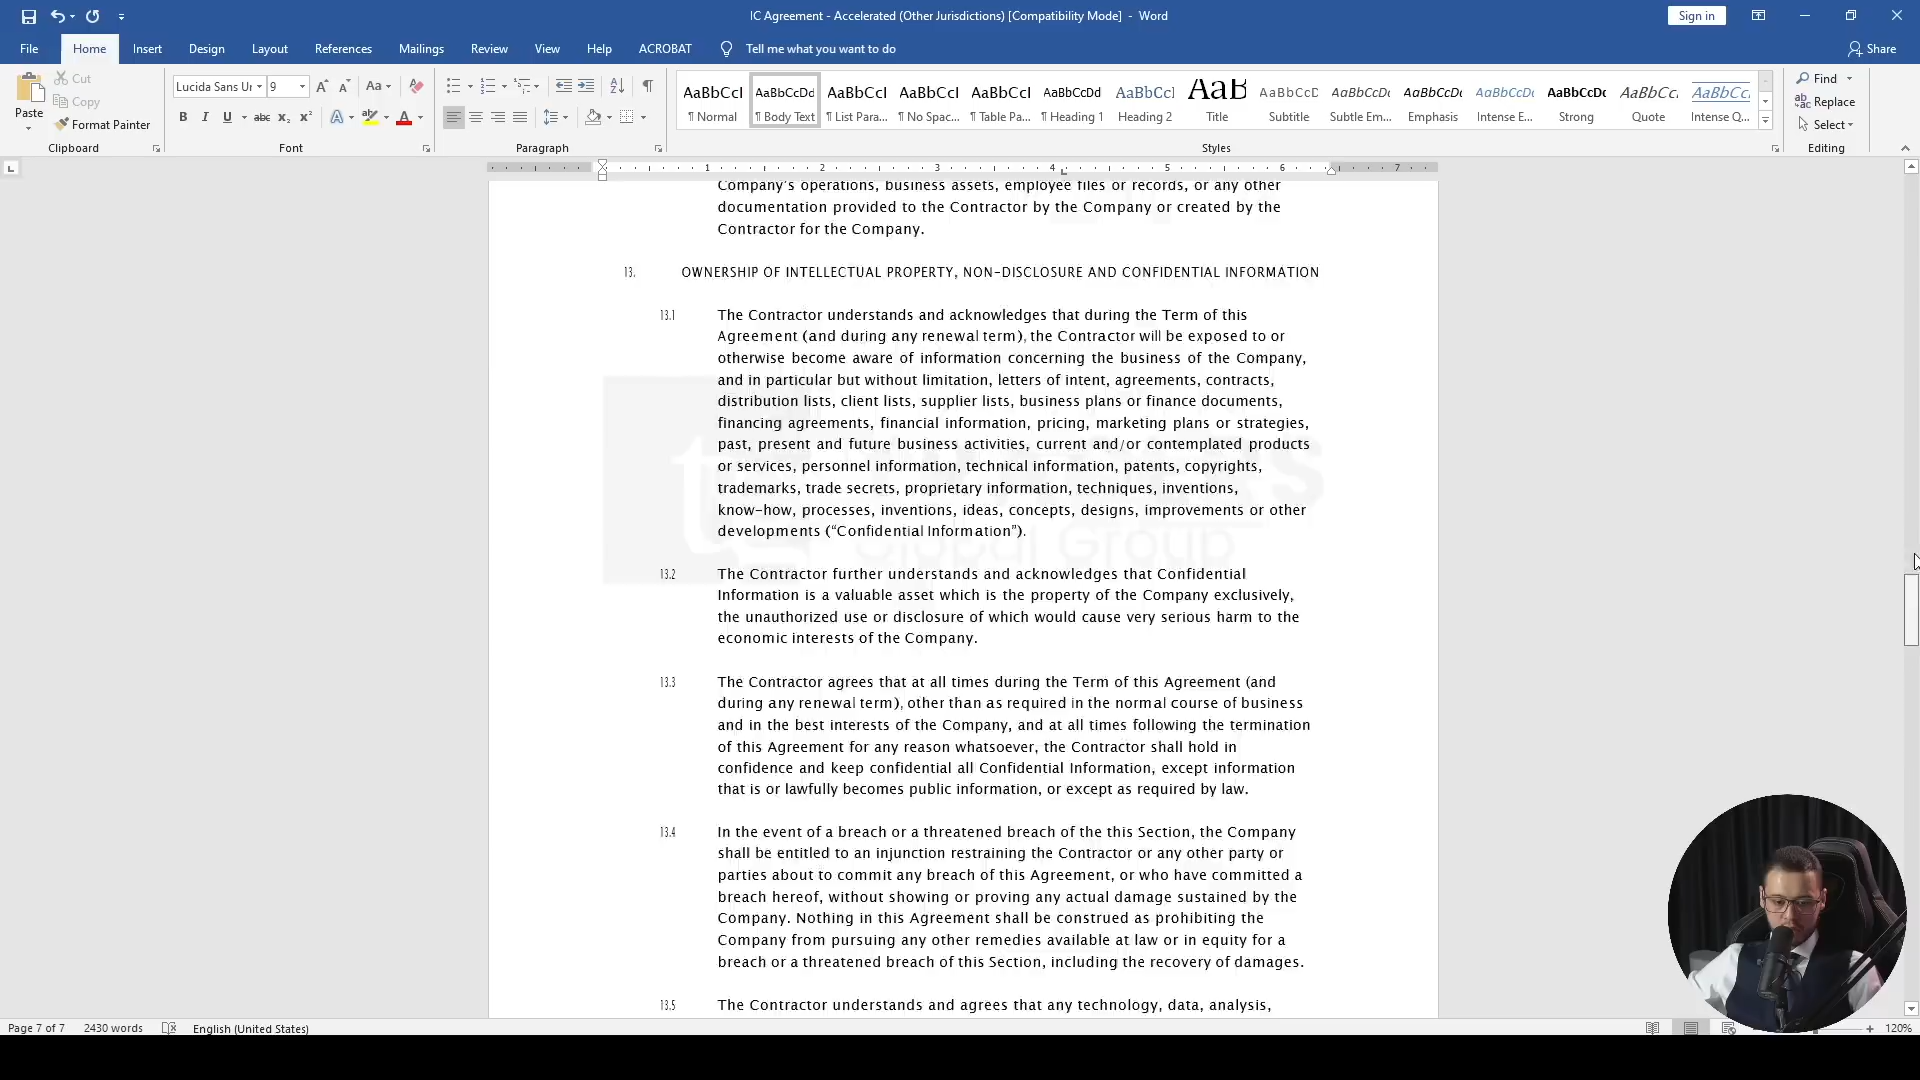 IC Agreement - Accelerated (Other Jurisdictions) [Compatibility Mode] - Word
Sign in
File Home Insert Design Layout References Mailings Review View Help ACROBAT Tell me what you want to do Share
Paste
Cut
Copy
Format Painter
Clipboard
Lucida Sans Ur 9
Font
Paragraph
AaBbCcI AaBbCcDd AaBbCcI AaBbCcI AaBbCcI AaBbCcDd AaBbCcI AaB AaBbCcD AaBbCcDc AaBbCcDc AaBbCcDc AaBbCcDc AaBbCcI AaBbCcI
¶ Normal ¶ Body Text ¶ List Para... ¶ No Spac... ¶ Table Pa... ¶ Heading 1 Heading 2 Title Subtitle Subtle Em... Emphasis Intense E... Strong Quote Intense Q...
Styles
Find
Replace
Select
Editing
1 2 3 4 5 6 7
Company's operations, business assets, employee files or records, or any other
documentation provided to the Contractor by the Company or created by the
Contractor for the Company.
13. OWNERSHIP OF INTELLECTUAL PROPERTY, NON-DISCLOSURE AND CONFIDENTIAL INFORMATION
13.1 The Contractor understands and acknowledges that during the Term of this
Agreement (and during any renewal term), the Contractor will be exposed to or
otherwise become aware of information concerning the business of the Company,
and in particular but without limitation, letters of intent, agreements, contracts,
distribution lists, client lists, supplier lists, business plans or finance documents,
financing agreements, financial information, pricing, marketing plans or strategies,
past, present and future business activities, current and/or contemplated products
or services, personnel information, technical information, patents, copyrights,
trademarks, trade secrets, proprietary information, techniques, inventions,
know-how, processes, inventions, ideas, concepts, designs, improvements or other
developments (“Confidential Information”).
Global Group
13.2 The Contractor further understands and acknowledges that Confidential
Information is a valuable asset which is the property of the Company exclusively,
the unauthorized use or disclosure of which would cause very serious harm to the
economic interests of the Company.
13.3 The Contractor agrees that at all times during the Term of this Agreement (and
during any renewal term), other than as required in the normal course of business
and in the best interests of the Company, and at all times following the termination
of this Agreement for any reason whatsoever, the Contractor shall hold in
confidence and keep confidential all Confidential Information, except information
that is or lawfully becomes public information, or except as required by law.
13.4 In the event of a breach or a threatened breach of the this Section, the Company
shall be entitled to an injunction restraining the Contractor or any other party or
parties about to commit any breach of this Agreement, or who have committed a
breach hereof, without showing or proving any actual damage sustained by the
Company. Nothing in this Agreement shall be construed as prohibiting the
Company from pursuing any other remedies available at law or in equity for a
breach or a threatened breach of this Section, including the recovery of damages.
13.5 The Contractor understands and agrees that any technology, data, analysis,
Page 7 of 7 2430 words English (United States) 120%